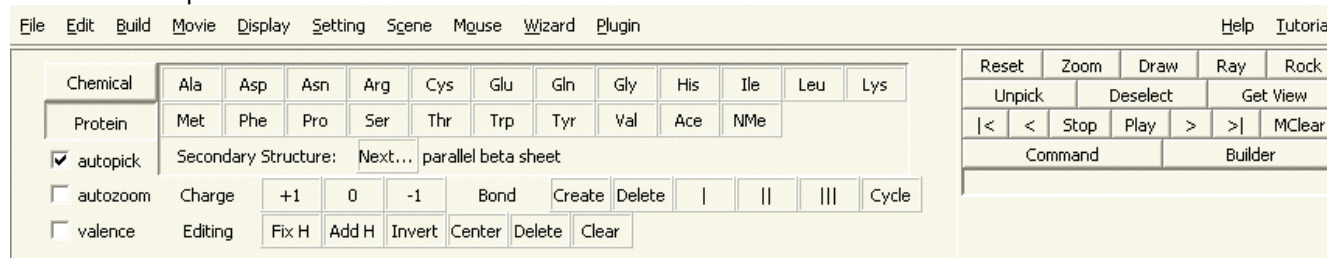 File Edit Build Movie Display Setting Scene Mouse Wizard Plugin Help Tutoria
Chemical Ala Asp Asn Arg Cys Glu Gln Gly His Ile Leu Lys
Protein Met Phe Pro Ser Thr Trp Tyr Val Ace NMe
autopick Secondary Structure: Next... parallel beta sheet
autozoom Charge +1 0 -1 Bond Create Delete | || ||| Cycle
valence Editing Fix H Add H Invert Center Delete Clear
Reset Zoom Draw Ray Rock
Unpick Deselect Get View
|< < Stop Play > >| MClear
Command Builder